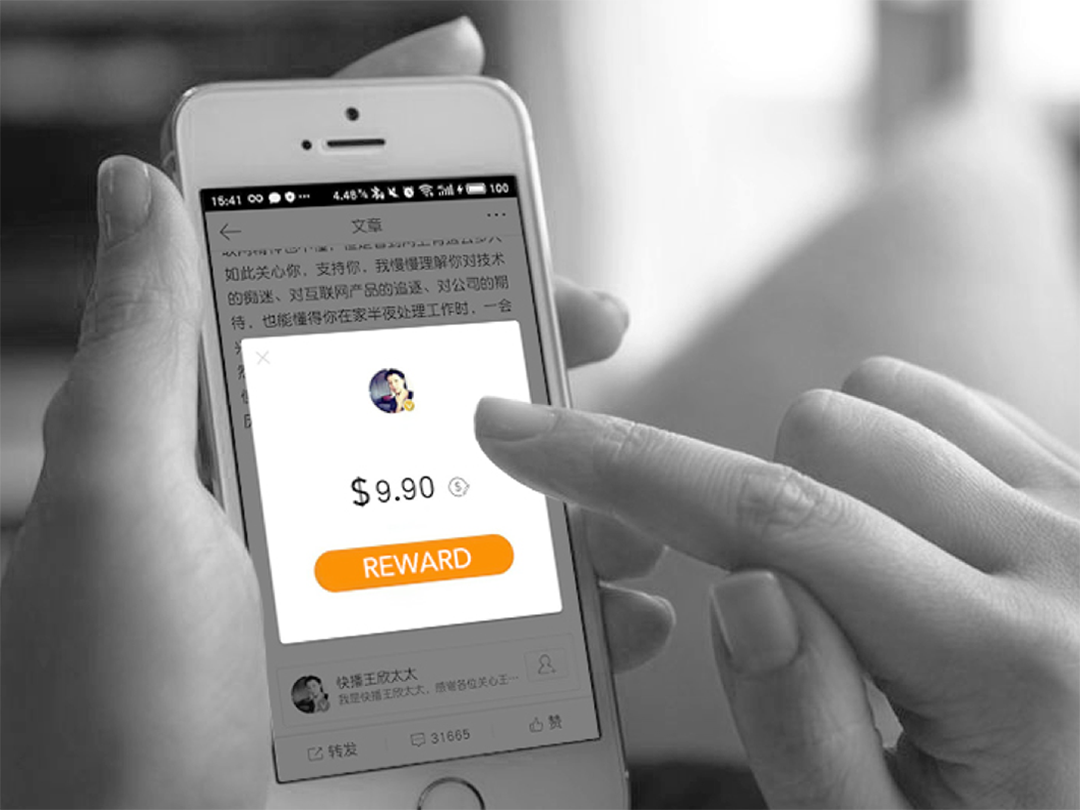 15:41 ... 4.48% 100
文章
...
如此关心你，支持你，我慢慢理解你对技术
的痴迷、对互联网产品的追逐、对公司的期
待，也能懂得你在家半夜处理工作时，一会
$9.90
REWARD
快播王欣太太
我是快播王欣太太，感谢各位关心王…
转发
31665
赞